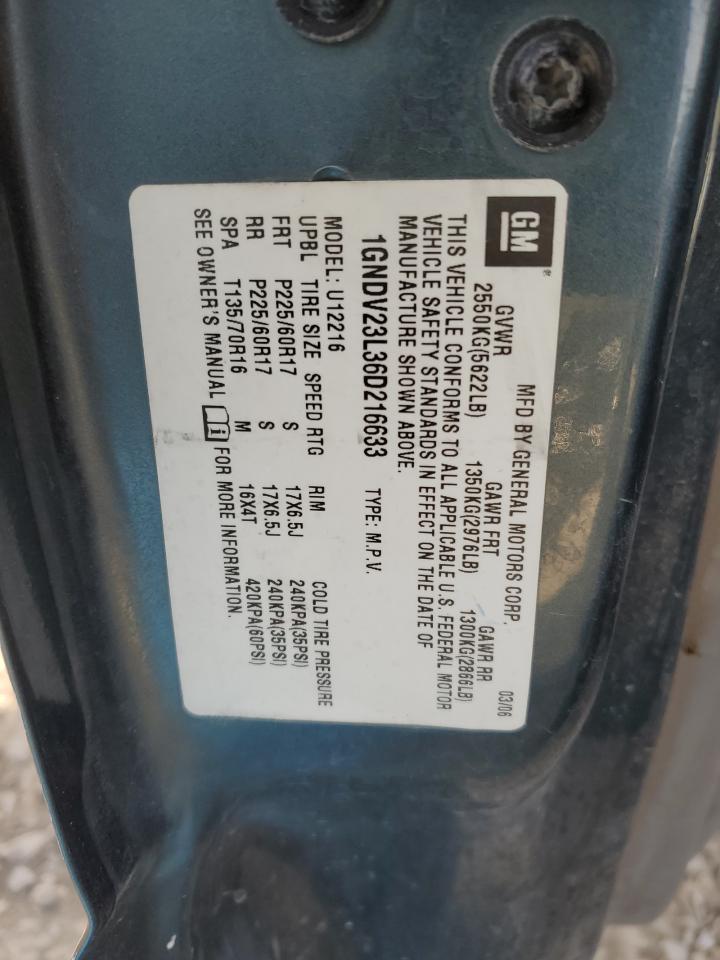 GM
MFD BY GENERAL MOTORS CORP. 03/06
GVWR GAWR FRT GAWR RR
2550KG(5622LB) 1350KG(2976LB) 1300KG(2866LB)
THIS VEHICLE CONFORMS TO ALL APPLICABLE U.S. FEDERAL MOTOR
VEHICLE SAFETY STANDARDS IN EFFECT ON THE DATE OF
MANUFACTURE SHOWN ABOVE.
1GNDV23L36D216633 TYPE: M.P.V.
MODEL: U12216
UPBL TIRE SIZE SPEED RTG RIM COLD TIRE PRESSURE
FRT P225/60R17 S 17X6.5J 240KPA(35PSI)
RR P225/60R17 S 17X6.5J 240KPA(35PSI)
SPA T135/70R16 M 16X4T 420KPA(60PSI)
SEE OWNER'S MANUAL i FOR MORE INFORMATION.